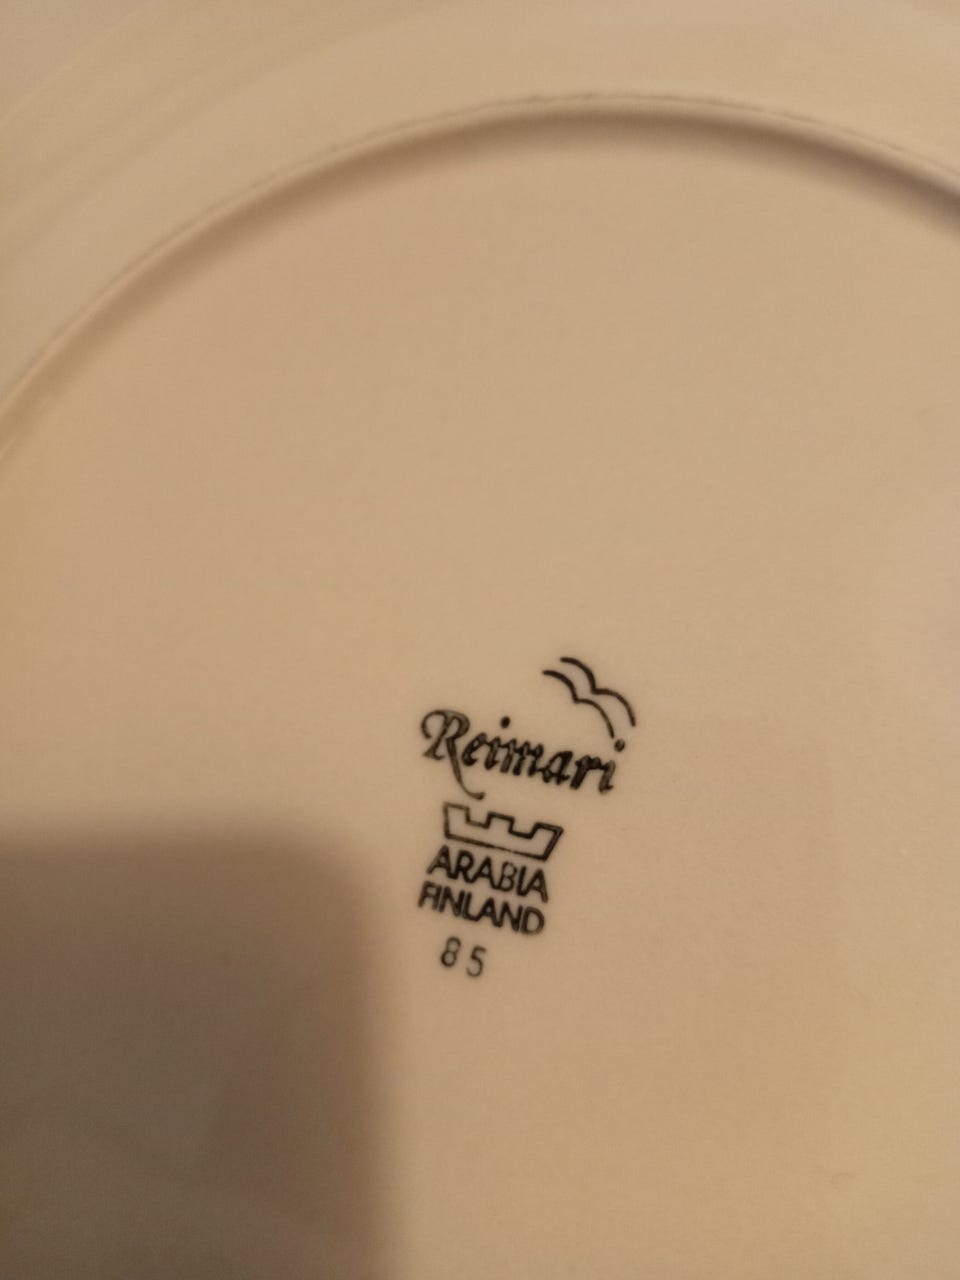 Reimari
ARABIA
FINLAND
85